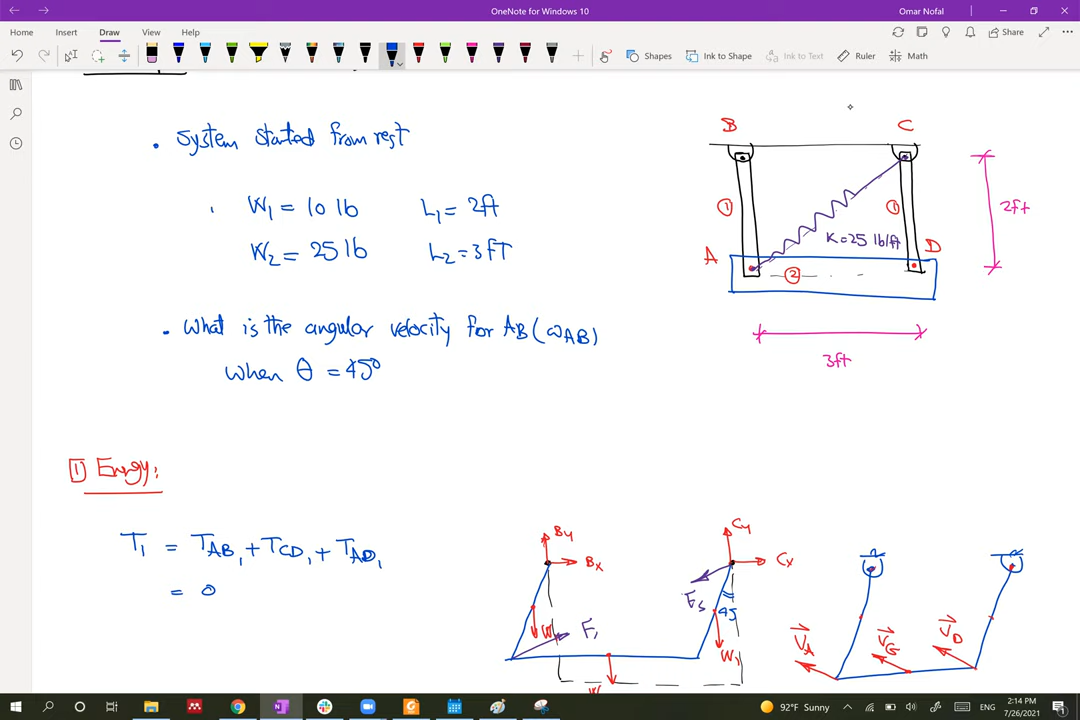 OneNote for Windows 10
Omar Nofal
Home Insert Draw View Help
Share
Shapes
Ink to Shape
Ink to Text
Ruler
Math
• System started from rest
W1 = 10 lb L1 = 2ft
W2 = 25 lb L2 = 3FT
• What is the angular velocity for AB (ωAB)
when θ = 45°
B C
① ①
2ft
K=25 lb/ft
A D
②
3ft
1 Energy:
T1 = TAB1 + TCD1 + TAD1
= 0
By
Bx
Cy
Cx
Fs
45
W
W1
W
VA
VG
VD
92°F Sunny
ENG
2:14 PM
7/26/2021